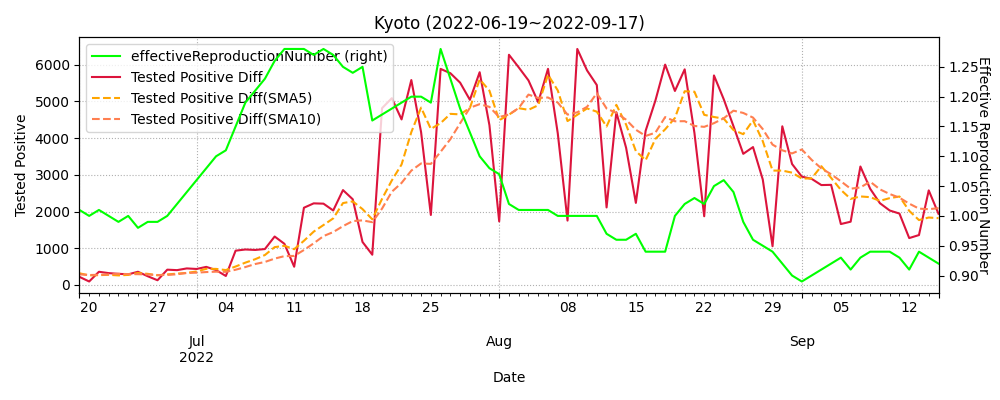 Kyoto (2022-06-19~2022-09-17)
effectiveReproductionNumber (right)
Tested Positive Diff
Tested Positive Diff(SMA5)
Tested Positive Diff(SMA10)
Tested Positive
6000
5000
4000
3000
2000
1000
0
1.25
1.20
1.15
1.10
1.05
1.00
0.95
0.90
Effective Reproduction Number
20 27 04 11 18 25 08 15 22 29 05 12
Jul Aug Sep
2022
Date